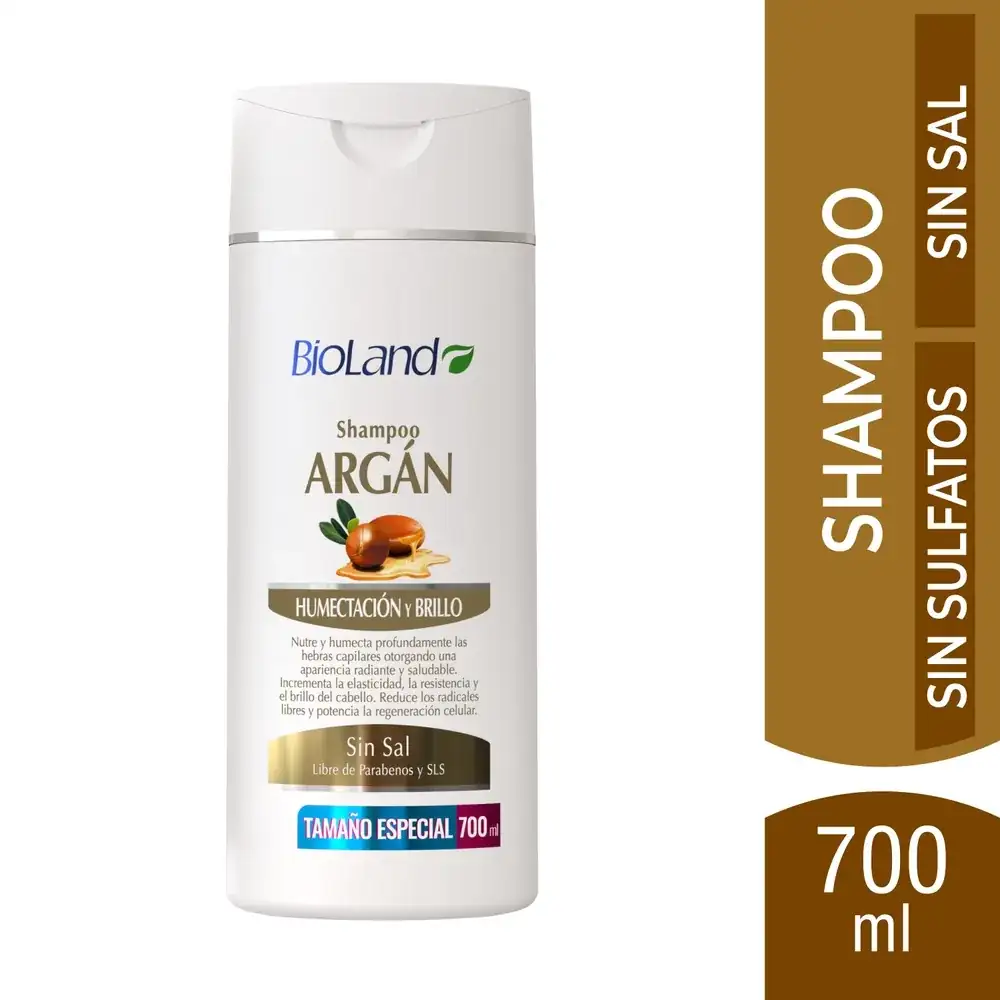 BiOLand
Shampoo
ARGÁN
HUMECTACIÓN Y BRILLO
Nutre y humecta profundamente las
hebras capilares otorgando una
apariencia radiante y saludable.
Incrementa la elasticidad, la resistencia y
el brillo del cabello. Reduce los radicales
libres y potencia la regeneración celular.
Sin Sal
Libre de Parabenos y SLS
TAMAÑO ESPECIAL 700 ml
SHAMPOO
SIN SAL
SIN SULFATOS
700
ml